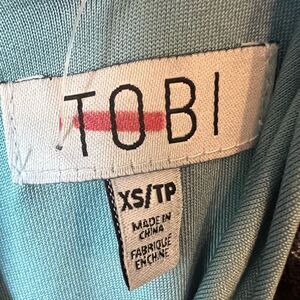 TOBI
XS/TP
MADE IN
CHINA
FABRIQUÉ
EN CHINE